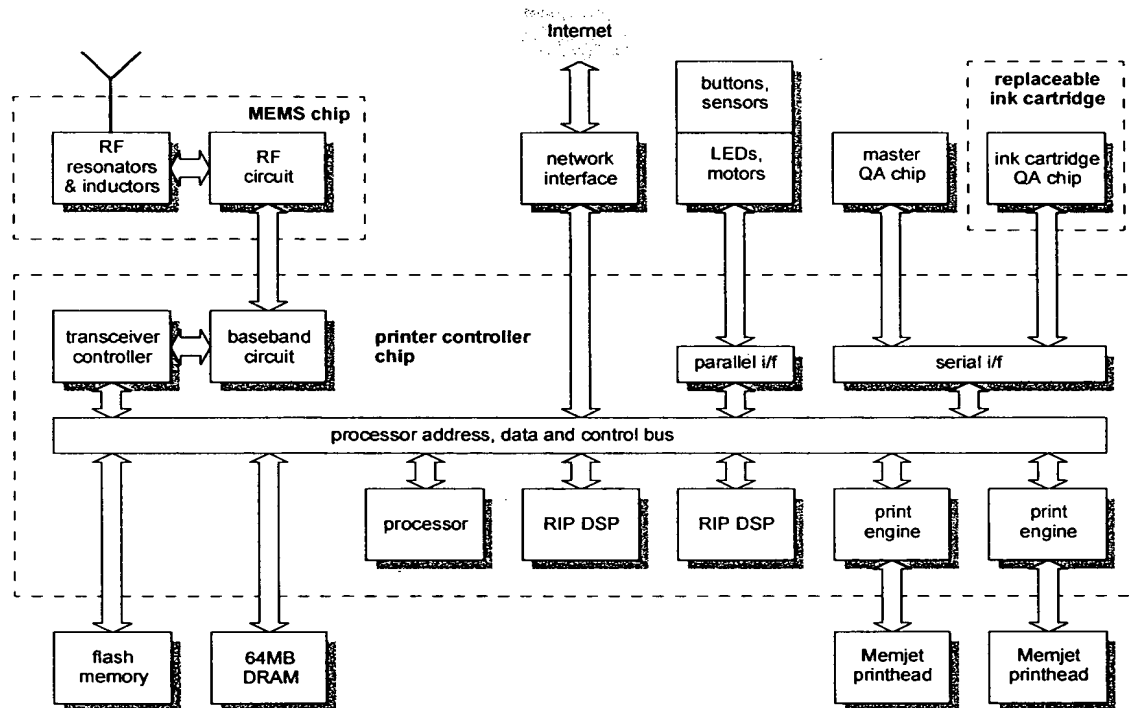 Internet
MEMS chip
RF
resonators
& inductors
RF
circuit
network
interface
buttons,
sensors
LEDs,
motors
master
QA chip
replaceable
ink cartridge
ink cartridge
QA chip
transceiver
controller
baseband
circuit
printer controller
chip
parallel i/f
serial i/f
processor address, data and control bus
processor
RIP DSP
RIP DSP
print
engine
print
engine
flash
memory
64MB
DRAM
Memjet
printhead
Memjet
printhead